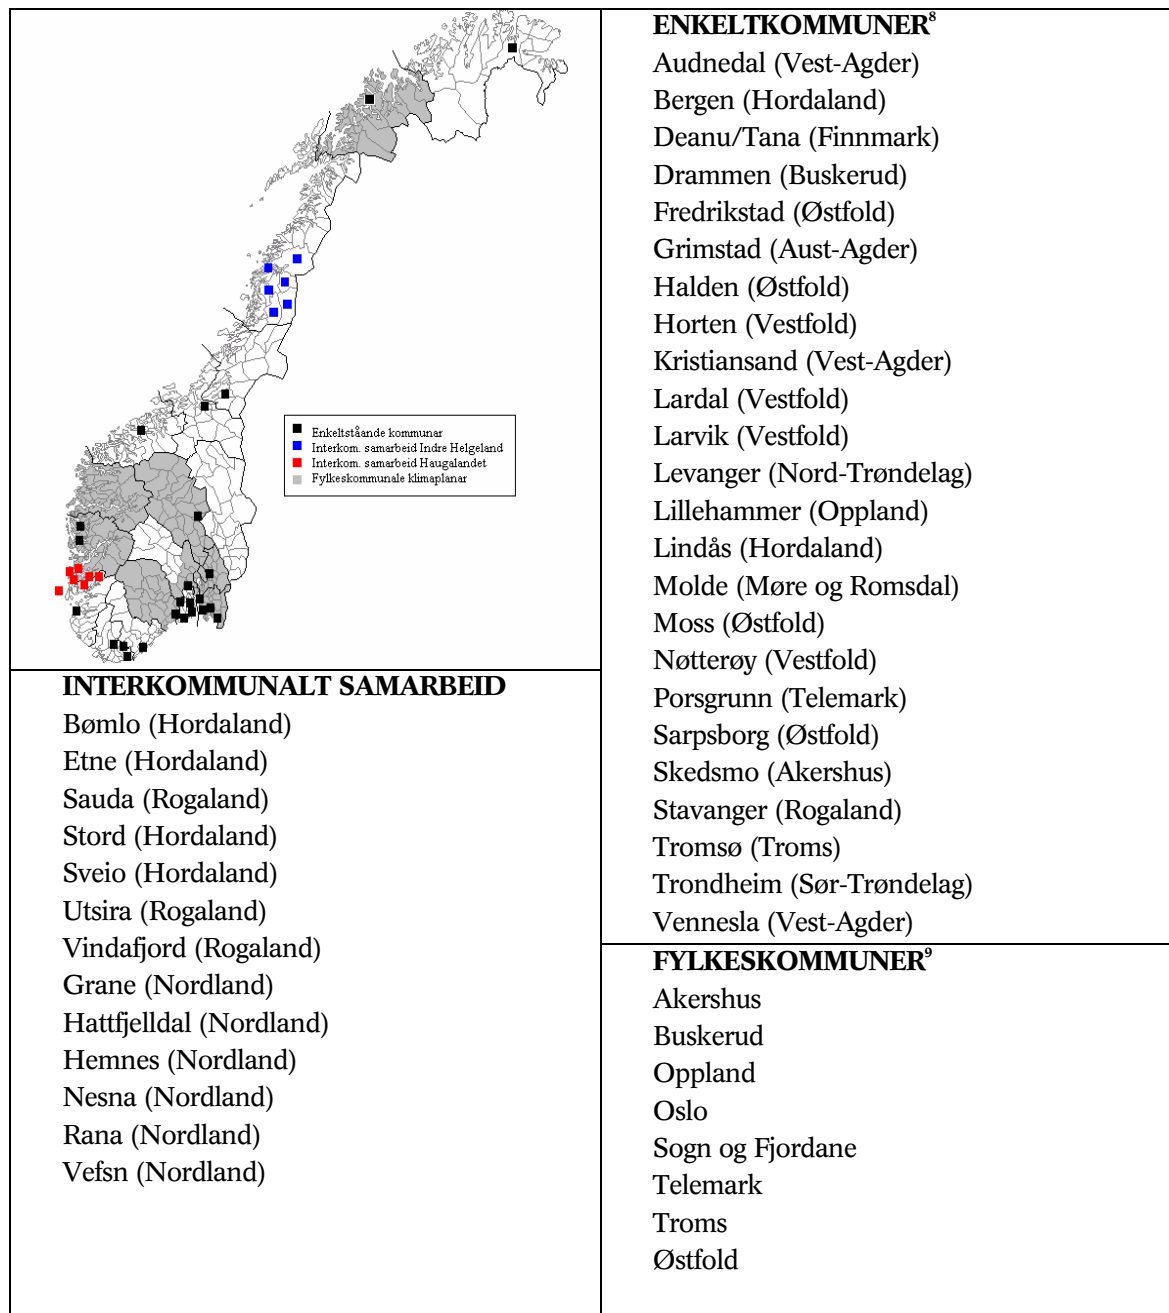 Enkeltståande kommunar
Interkom. samarbeid Indre Helgeland
Interkom. samarbeid Haugalandet
Fylkeskommunale klimaplanar
INTERKOMMUNALT SAMARBEID
Bømlo (Hordaland)
Etne (Hordaland)
Sauda (Rogaland)
Stord (Hordaland)
Sveio (Hordaland)
Utsira (Rogaland)
Vindafjord (Rogaland)
Grane (Nordland)
Hattfjelldal (Nordland)
Hemnes (Nordland)
Nesna (Nordland)
Rana (Nordland)
Vefsn (Nordland)
ENKELTKOMMUNER⁸
Audnedal (Vest-Agder)
Bergen (Hordaland)
Deanu/Tana (Finnmark)
Drammen (Buskerud)
Fredrikstad (Østfold)
Grimstad (Aust-Agder)
Halden (Østfold)
Horten (Vestfold)
Kristiansand (Vest-Agder)
Lardal (Vestfold)
Larvik (Vestfold)
Levanger (Nord-Trøndelag)
Lillehammer (Oppland)
Lindås (Hordaland)
Molde (Møre og Romsdal)
Moss (Østfold)
Nøtterøy (Vestfold)
Porsgrunn (Telemark)
Sarpsborg (Østfold)
Skedsmo (Akershus)
Stavanger (Rogaland)
Tromsø (Troms)
Trondheim (Sør-Trøndelag)
Vennesla (Vest-Agder)
FYLKESKOMMUNER⁹
Akershus
Buskerud
Oppland
Oslo
Sogn og Fjordane
Telemark
Troms
Østfold